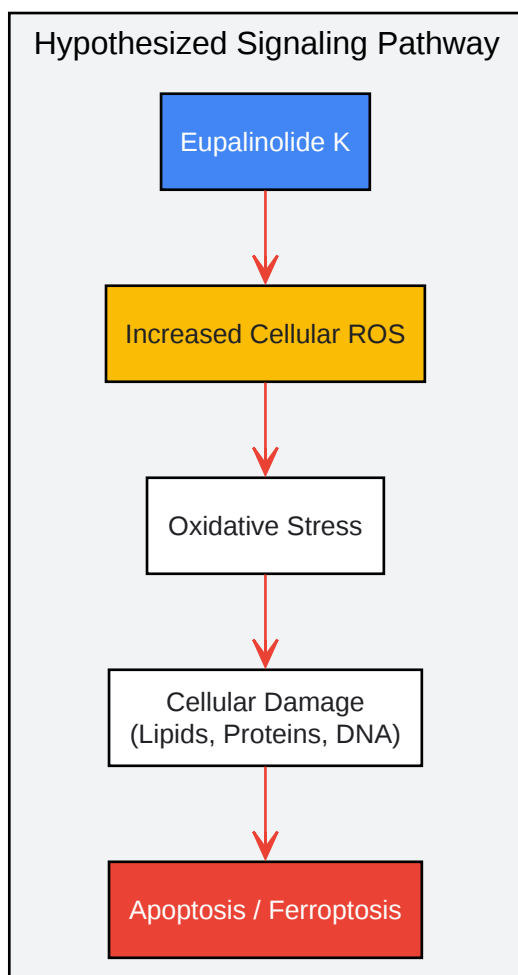 Hypothesized Signaling Pathway
Eupalinolide K
Increased Cellular ROS
Oxidative Stress
Cellular Damage
(Lipids, Proteins, DNA)
Apoptosis / Ferroptosis